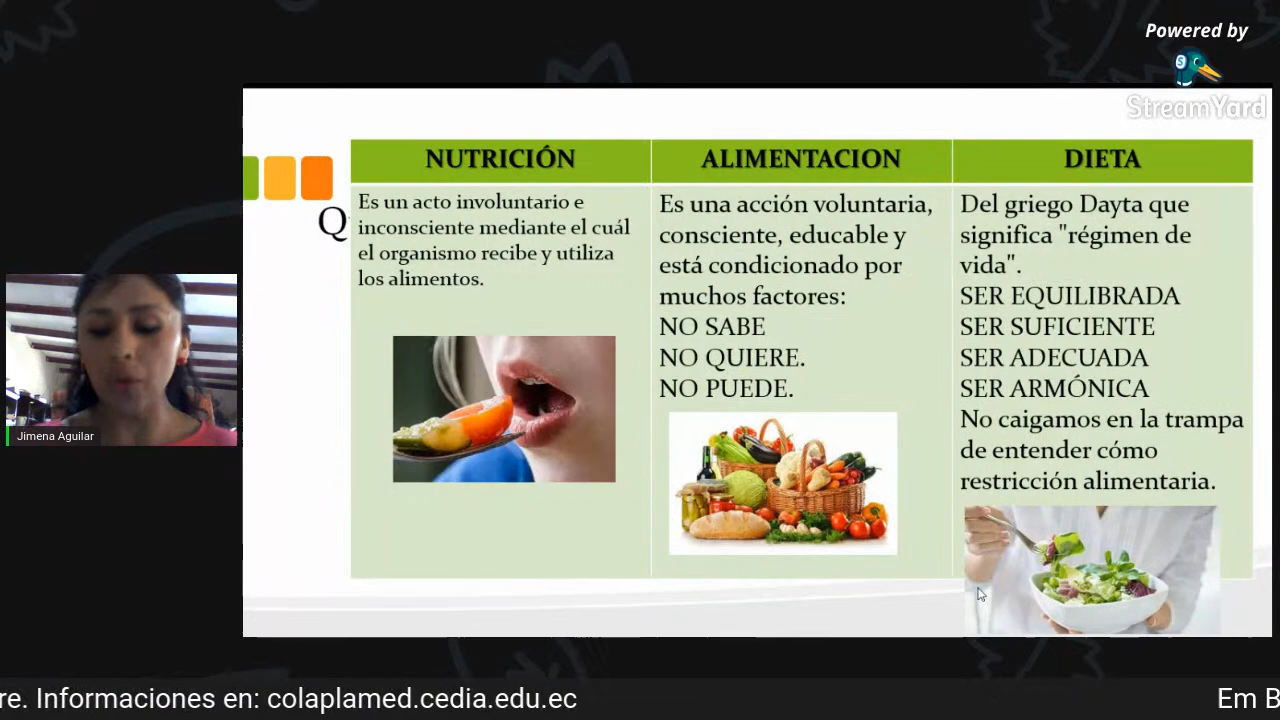 Powered by
StreamYard
NUTRICIÓN
Es un acto involuntario e
inconsciente mediante el cuál
el organismo recibe y utiliza
los alimentos.
ALIMENTACION
Es una acción voluntaria,
consciente, educable y
está condicionado por
muchos factores:
NO SABE
NO QUIERE.
NO PUEDE.
DIETA
Del griego Dayta que
significa "régimen de
vida".
SER EQUILIBRADA
SER SUFICIENTE
SER ADECUADA
SER ARMÓNICA
No caigamos en la trampa
de entender cómo
restricción alimentaria.
Q
Jimena Aguilar
re. Informaciones en: colaplamed.cedia.edu.ec
Em B